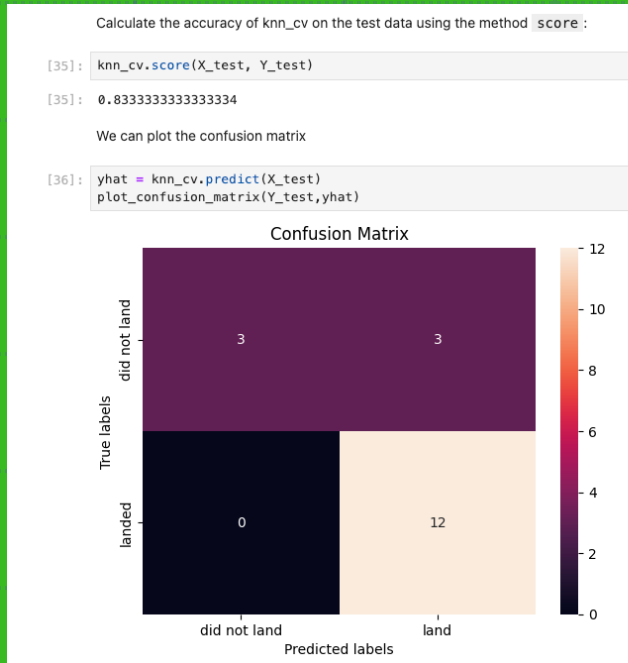 Calculate the accuracy of knn_cv on the test data using the method score :
[35]: knn_cv.score(X_test, Y_test)
[35]: 0.8333333333333334
We can plot the confusion matrix
[36]: yhat = knn_cv.predict(X_test)
plot_confusion_matrix(Y_test,yhat)
Confusion Matrix
12
10
8
6
4
2
0
True labels
did not land
landed
3 3
0 12
did not land land
Predicted labels